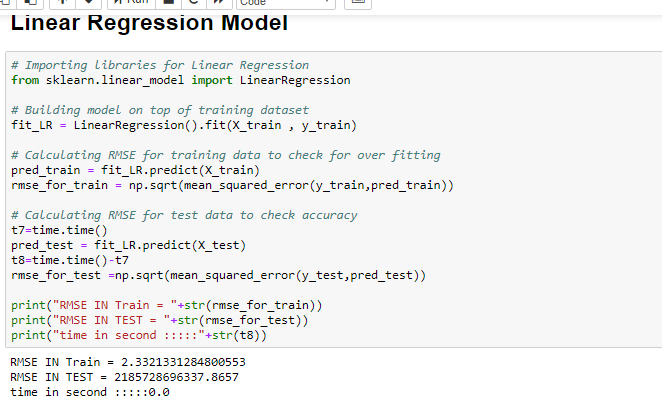 Run
Code
Linear Regression Model
# Importing libraries for Linear Regression
from sklearn.linear_model import LinearRegression
# Building model on top of training dataset
fit_LR = LinearRegression().fit(X_train , y_train)
# Calculating RMSE for training data to check for over fitting
pred_train = fit_LR.predict(X_train)
rmse_for_train = np.sqrt(mean_squared_error(y_train,pred_train))
# Calculating RMSE for test data to check accuracy
t7=time.time()
pred_test = fit_LR.predict(X_test)
t8=time.time()-t7
rmse_for_test =np.sqrt(mean_squared_error(y_test,pred_test))
print("RMSE IN Train = "+str(rmse_for_train))
print("RMSE IN TEST = "+str(rmse_for_test))
print("time in second :::::"+str(t8))
RMSE IN Train = 2.3321331284800553
RMSE IN TEST = 2185728696337.8657
time in second :::::0.0